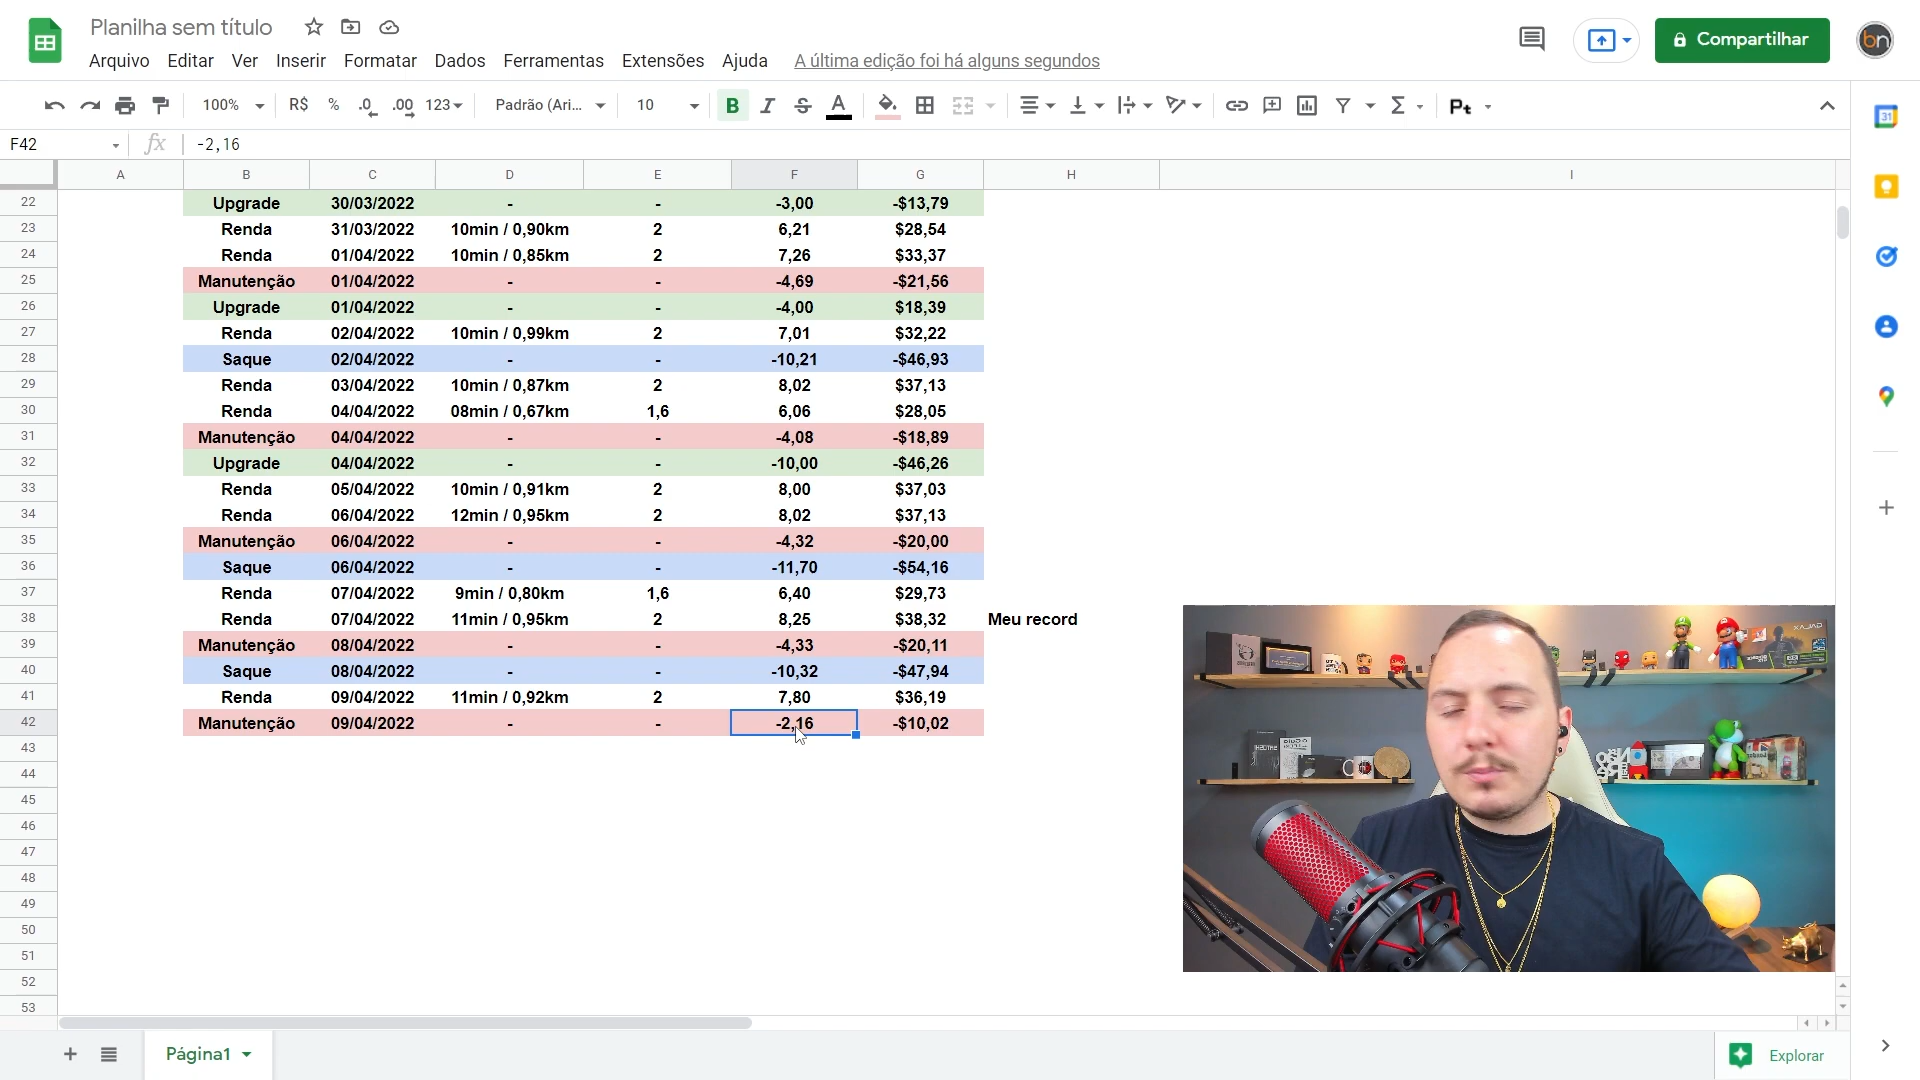 Planilha sem título
Arquivo Editar Ver Inserir Formatar Dados Ferramentas Extensões Ajuda A última edição foi há alguns segundos
Compartilhar
bn
100% R$ % .0 .00 123 Padrão (Ari... 10 B I S A Σ Pt
F42 fx -2,16
A B C D E F G H I
22 Upgrade 30/03/2022 - - -3,00 -$13,79
23 Renda 31/03/2022 10min / 0,90km 2 6,21 $28,54
24 Renda 01/04/2022 10min / 0,85km 2 7,26 $33,37
25 Manutenção 01/04/2022 - - -4,69 -$21,56
26 Upgrade 01/04/2022 - - -4,00 $18,39
27 Renda 02/04/2022 10min / 0,99km 2 7,01 $32,22
28 Saque 02/04/2022 - - -10,21 -$46,93
29 Renda 03/04/2022 10min / 0,87km 2 8,02 $37,13
30 Renda 04/04/2022 08min / 0,67km 1,6 6,06 $28,05
31 Manutenção 04/04/2022 - - -4,08 -$18,89
32 Upgrade 04/04/2022 - - -10,00 -$46,26
33 Renda 05/04/2022 10min / 0,91km 2 8,00 $37,03
34 Renda 06/04/2022 12min / 0,95km 2 8,02 $37,13
35 Manutenção 06/04/2022 - - -4,32 -$20,00
36 Saque 06/04/2022 - - -11,70 -$54,16
37 Renda 07/04/2022 9min / 0,80km 1,6 6,40 $29,73
38 Renda 07/04/2022 11min / 0,95km 2 8,25 $38,32 Meu record
39 Manutenção 08/04/2022 - - -4,33 -$20,11
40 Saque 08/04/2022 - - -10,32 -$47,94
41 Renda 09/04/2022 11min / 0,92km 2 7,80 $36,19
42 Manutenção 09/04/2022 - - -2,16 -$10,02
43
44
45
46
47
48
49
50
51
52
53
Página1
Explorar
31